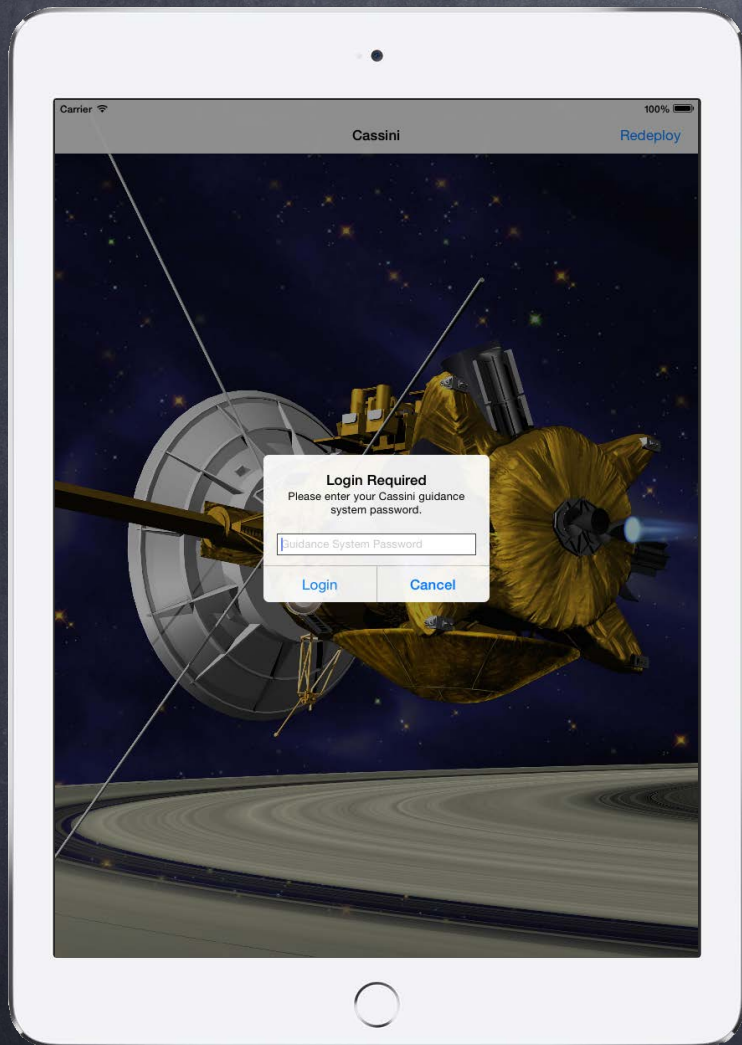 Carrier 100%
Cassini Redeploy
Login Required
Please enter your Cassini guidance
system password.
Guidance System Password
Login Cancel